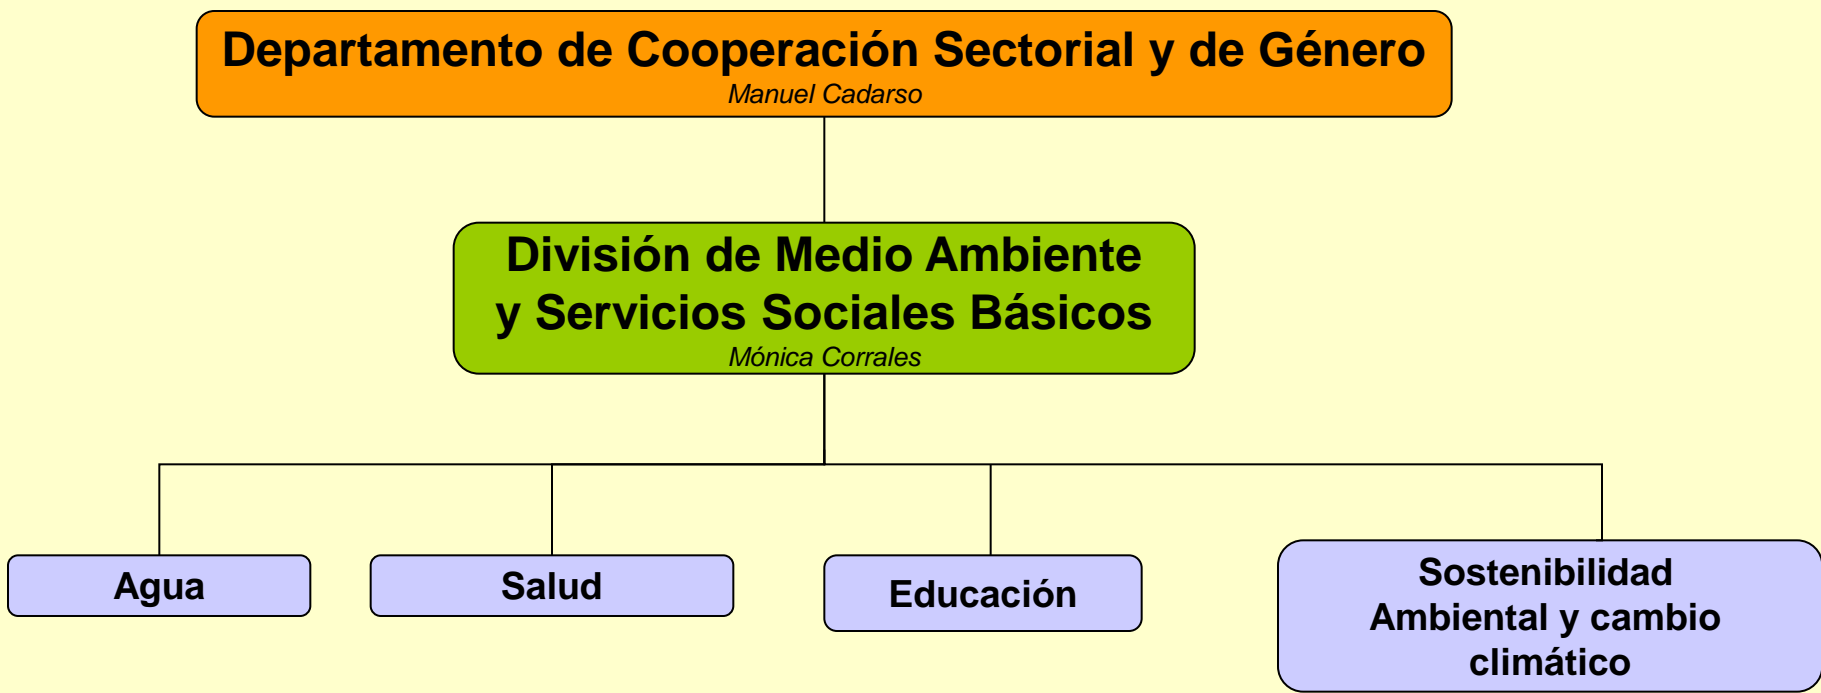 Departamento de Cooperación Sectorial y de Género
Manuel Cadarso
División de Medio Ambiente
y Servicios Sociales Básicos
Mónica Corrales
Agua
Salud
Educación
Sostenibilidad
Ambiental y cambio
climático